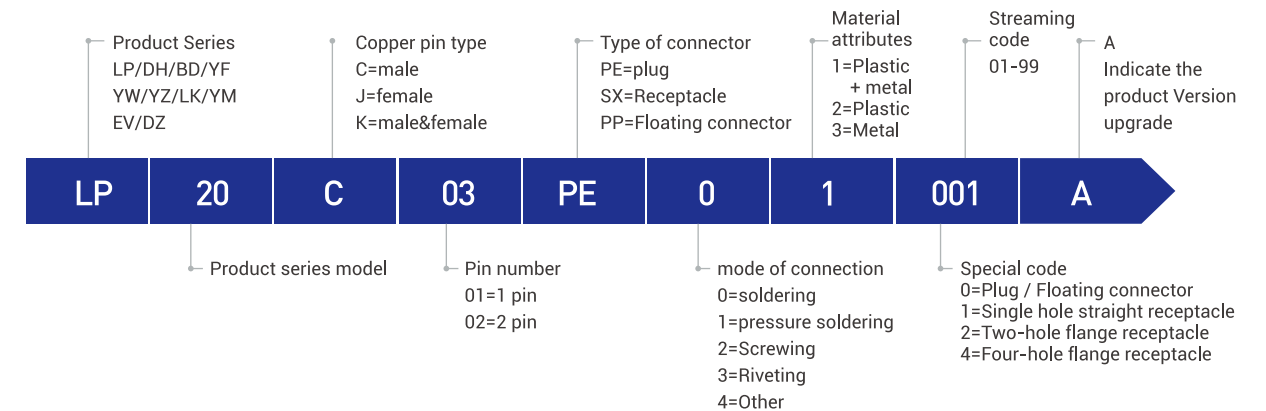 Product Series
LP/DH/BD/YF
YW/YZ/LK/YM
EV/DZ
Copper pin type
C=male
J=female
K=male&female
Type of connector
PE=plug
SX=Receptacle
PP=Floating connector
Material
attributes
1=Plastic
+ metal
2=Plastic
3=Metal
Streaming
code
01-99
A
Indicate the
product Version
upgrade
LP 20 C 03 PE 0 1 001 A
Product series model
Pin number
01=1 pin
02=2 pin
mode of connection
0=soldering
1=pressure soldering
2=Screwing
3=Riveting
4=Other
Special code
0=Plug / Floating connector
1=Single hole straight receptacle
2=Two-hole flange receptacle
4=Four-hole flange receptacle